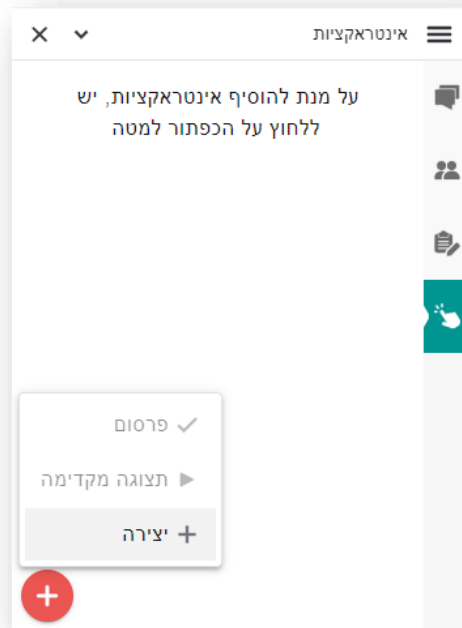 אינטראקציות
על מנת להוסיף אינטראקציות, יש
ללחוץ על הכפתור למטה
פרסום
תצוגה מקדימה
יצירה